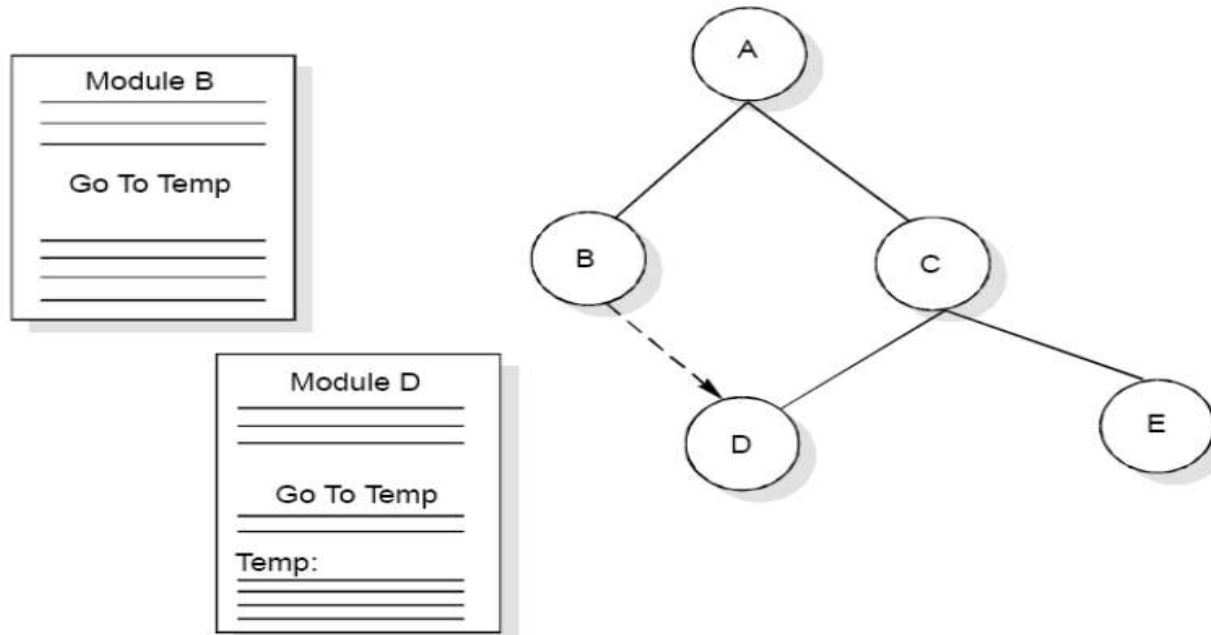 Module B
Go To Temp
Module D
Go To Temp
Temp:
A
B
C
D
E